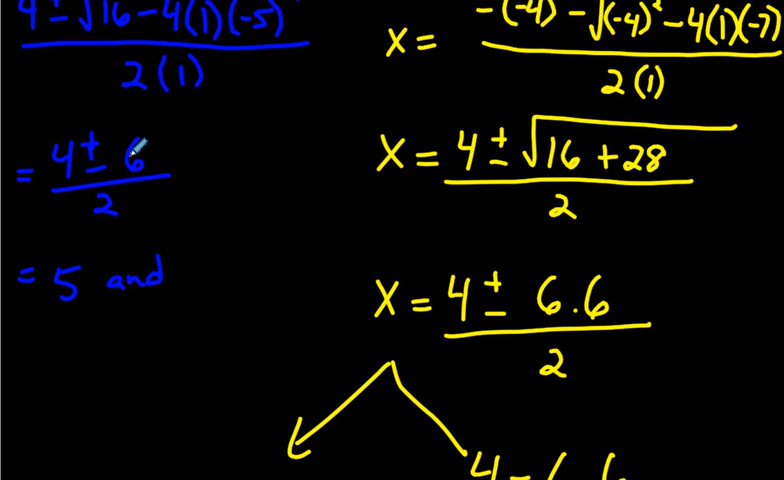 4 ± √16 - 4(1)(-5)
2(1)
= 4 ± 6
2
= 5 and
X = -(-4) - √(-4)² - 4(1)(-7)
2(1)
X = 4 ± √16 + 28
2
X = 4 ± 6.6
2
4 - 6.6